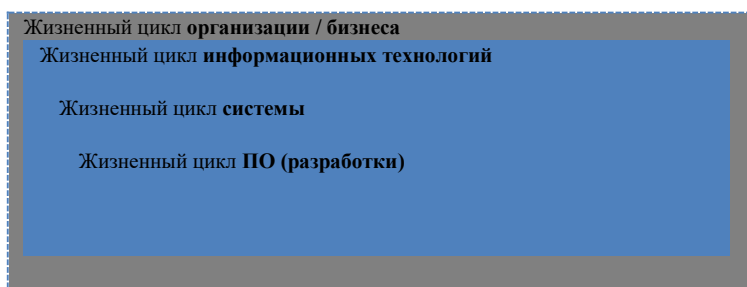 Жизненный цикл организации / бизнеса
Жизненный цикл информационных технологий
Жизненный цикл системы
Жизненный цикл ПО (разработки)